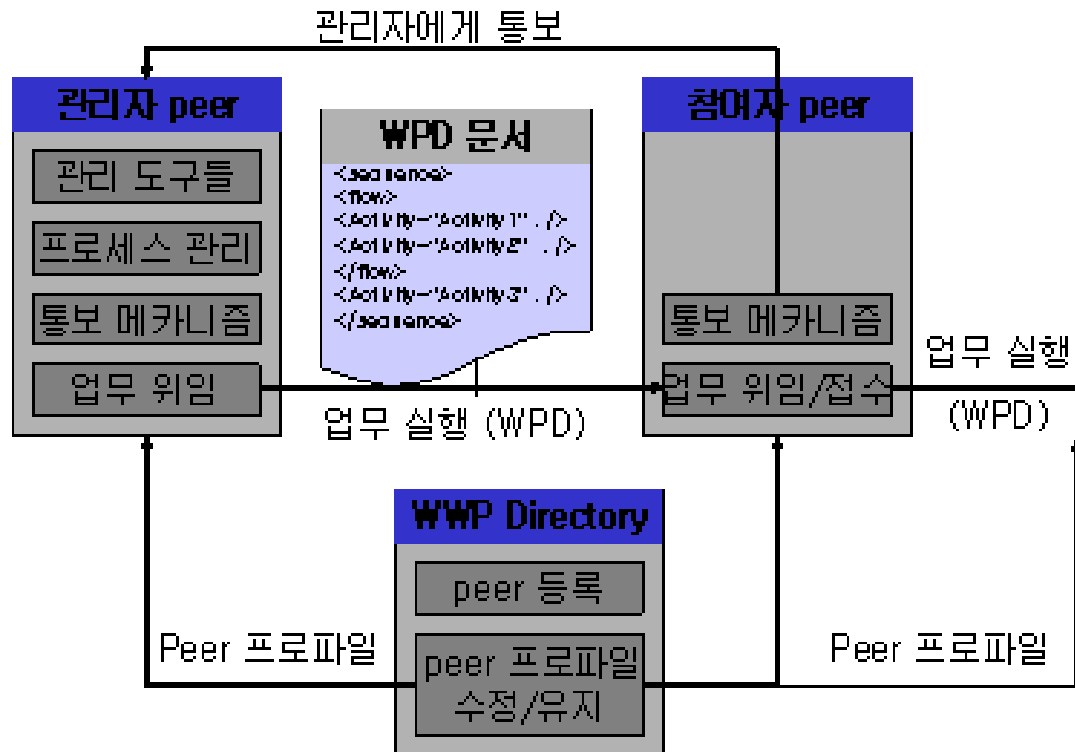 관리자에게 통보
관리자 peer
관리 도구들
프로세스 관리
통보 메카니즘
업무 위임
WPD 문서
<sequence>
<flow>
<Activity="Activity1" . />
<Activity="Activity2" . />
</flow>
<Activity="Activity3" . />
</sequence>
업무 실행 (WPD)
참여자 peer
통보 메카니즘
업무 위임/접수
업무 실행
(WPD)
WWP Directory
peer 등록
peer 프로파일
수정/유지
Peer 프로파일
Peer 프로파일